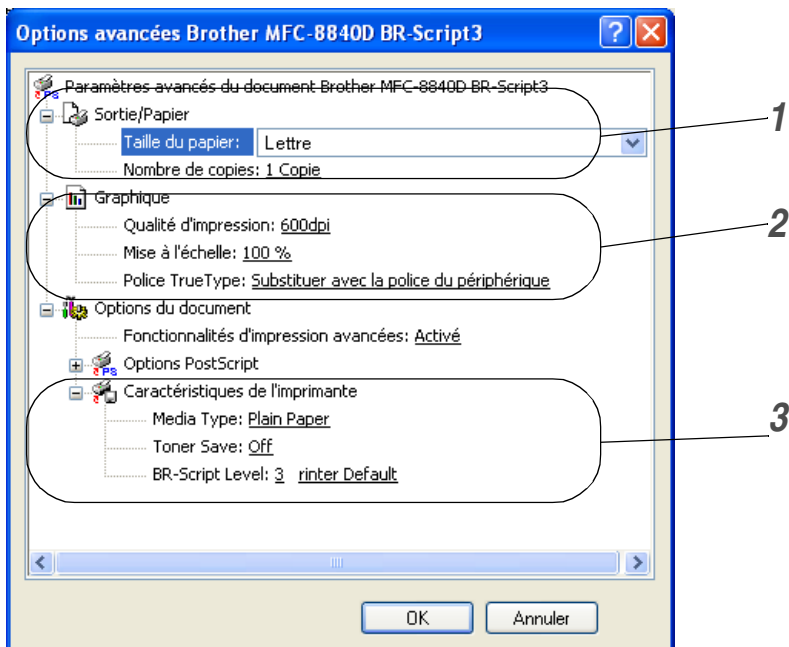 Options avancées Brother MFC-8840D BR-Script3
Paramètres avancés du document Brother MFC-8840D BR-Script3
Sortie/Papier
1
Taille du papier: Lettre
Nombre de copies: 1 Copie
Graphique
Qualité d'impression: 600dpi
2
Mise à l'échelle: 100 %
Police TrueType: Substituer avec la police du périphérique
Options du document
Fonctionnalités d'impression avancées: Activé
PS Options PostScript
Caractéristiques de l'imprimante
Media Type: Plain Paper
3
Toner Save: Off
BR-Script Level: 3 rinter Default
OK Annuler